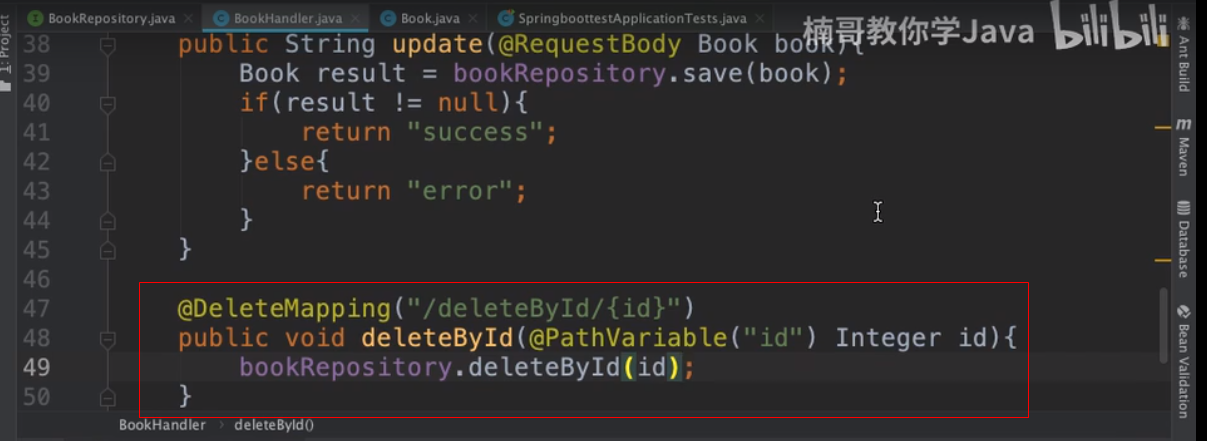 BookRepository.java
BookHandler.java
Book.java
SpringboottestApplicationTests.java
楠哥教你学Java
bilibili
38 public String update(@RequestBody Book book){
39 Book result = bookRepository.save(book);
40 if(result != null){
41 return "success";
42 }else{
43 return "error";
44 }
45 }
46
47 @DeleteMapping("/deleteById/{id}")
48 public void deleteById(@PathVariable("id") Integer id){
49 bookRepository.deleteById(id);
50 }
BookHandler › deleteById()
1: Project
Ant Build
Maven
Database
Bean Validation